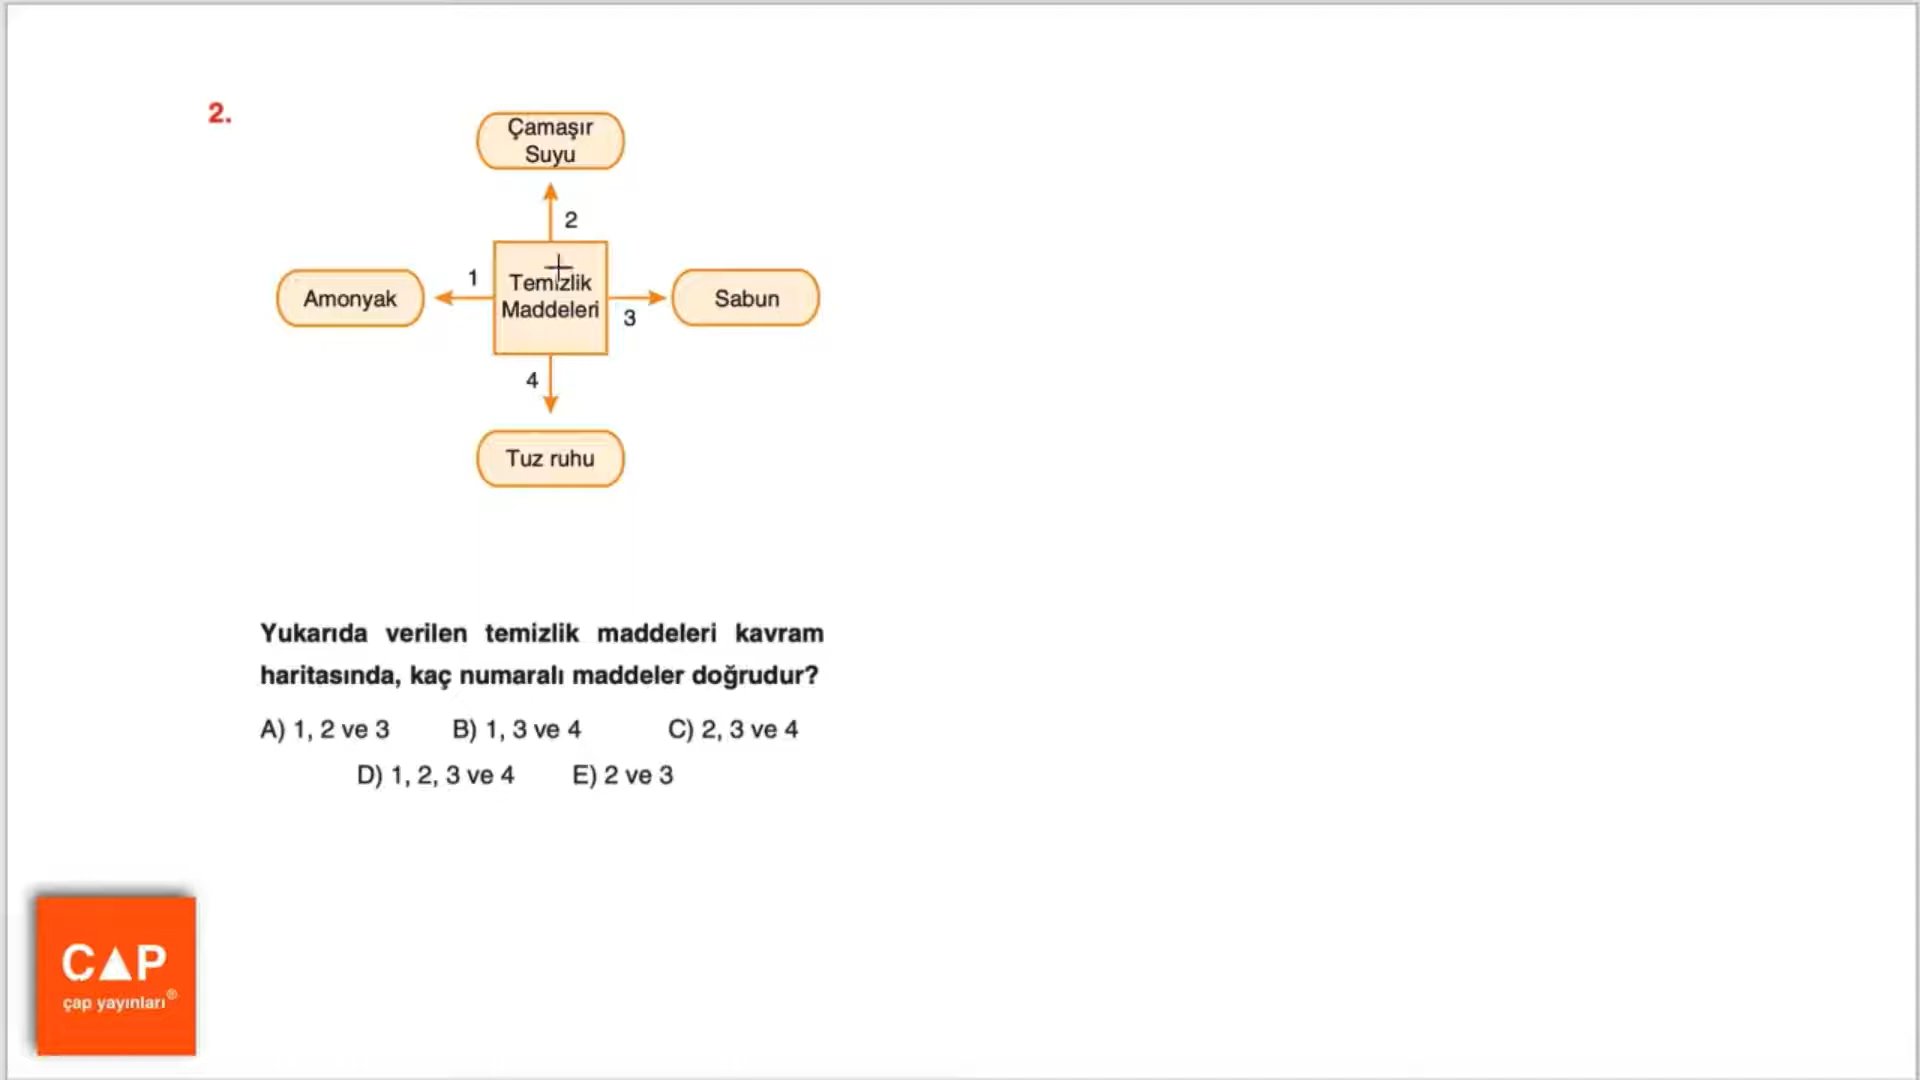 2.
Çamaşır
Suyu
2
1
Amonyak
Temizlik
Maddeleri
3
Sabun
4
Tuz ruhu
Yukarıda verilen temizlik maddeleri kavram
haritasında, kaç numaralı maddeler doğrudur?
A) 1, 2 ve 3 B) 1, 3 ve 4 C) 2, 3 ve 4
D) 1, 2, 3 ve 4 E) 2 ve 3
ÇAP
çap yayınları®